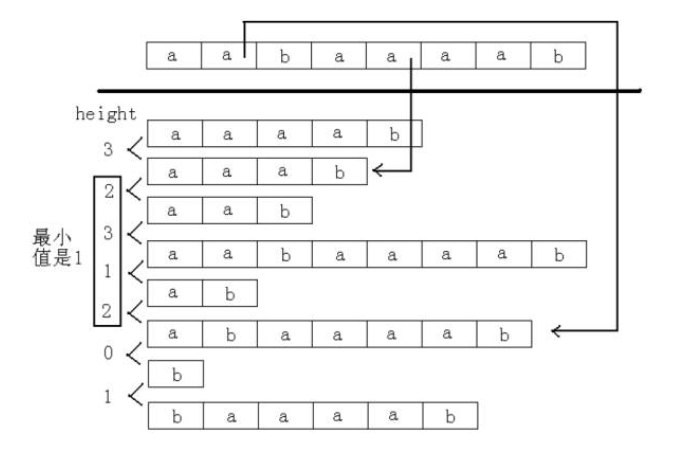 a a b a a a a b
height
a a a a b
3
a a a b
2
a a b
3
最小
值是1
a a b a a a a b
1
a b
2
a b a a a a b
0
b
1
b a a a a b